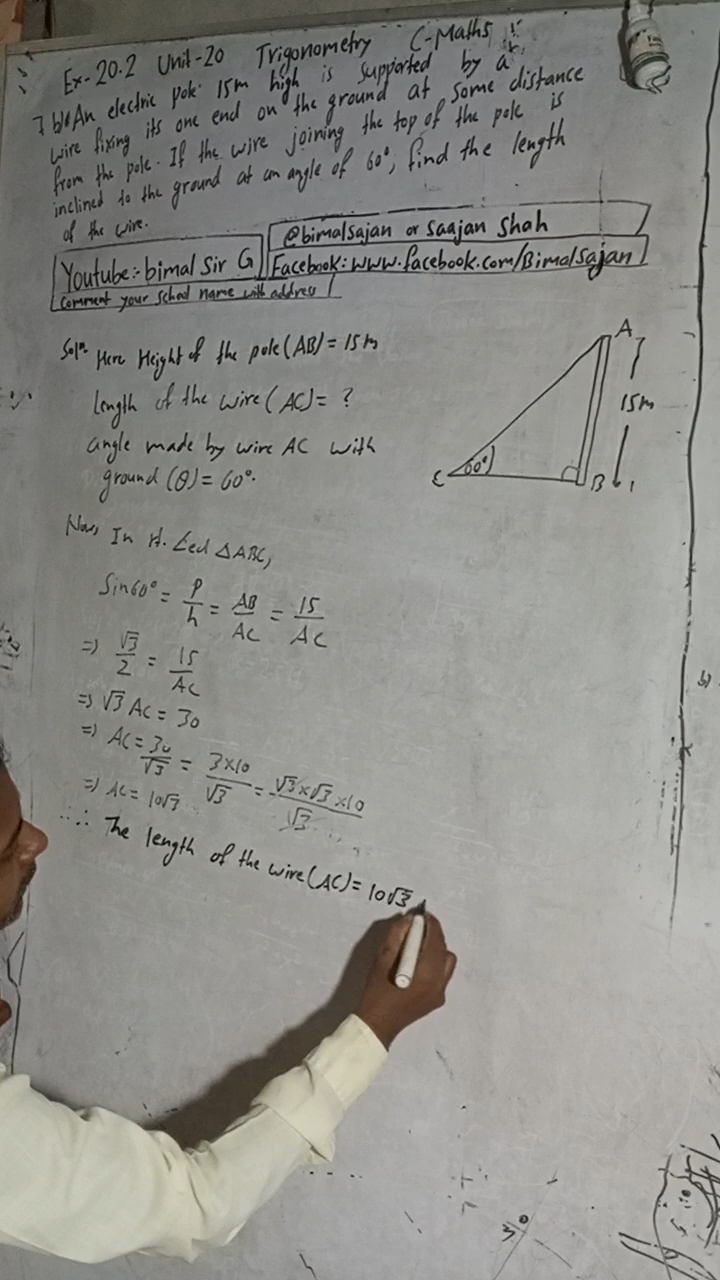 Ex-20.2 Unit-20 Trigonometry C-Maths
7 b) An electric pole 15m high is supported by a
wire fixing its one end on the ground at some distance
from the pole. If the wire joining the top of the pole is
inclined to the ground at an angle of 60°, find the length
of the wire.
@bimalsajan or Saajan Shah
Youtube:- bimal Sir G
Facebook: www.facebook.com/Bimalsajan
Comment your School name with address
Solⁿ Here Height of the pole (AB) = 15m
length of the wire (AC) = ?
angle made by wire AC with
ground (θ) = 60°.
A
15m
C
60°
B
Now, In rt. ∠ed △ABC,
Sin60° = P/h = AB/AC = 15/AC
=> √3/2 = 15/AC
=> √3 AC = 30
=> AC = 30/√3 = 3×10/√3 = √3×√3×10/√3
=> AC = 10√3
∴ The length of the wire (AC) = 10√3